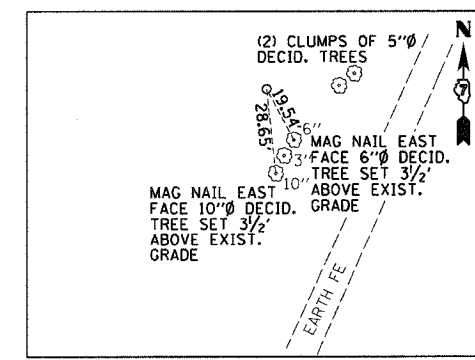 (2) CLUMPS OF 5"Ø
DECID. TREES
N
7
19.54
28.65'
6"
3"
10"
MAG NAIL EAST
FACE 6"Ø DECID.
TREE SET 3½'
ABOVE EXIST.
GRADE
MAG NAIL EAST
FACE 10"Ø DECID.
TREE SET 3½'
ABOVE EXIST.
GRADE
EARTH FE